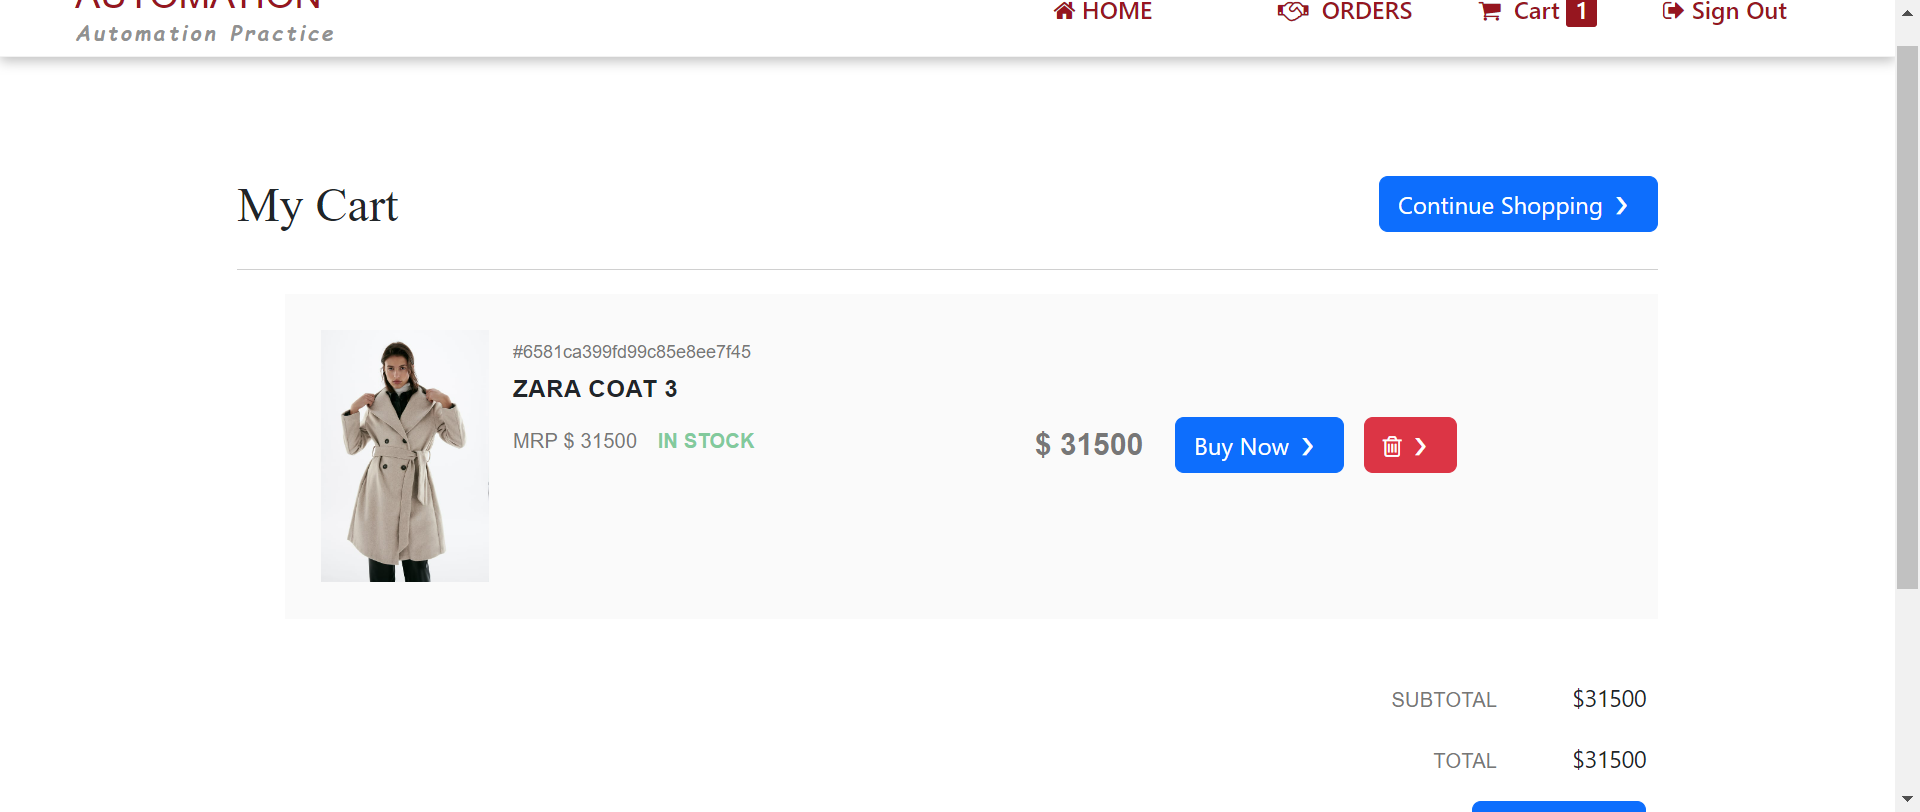 AUTOMATION
Automation Practice
HOME
ORDERS
Cart 1
Sign Out
My Cart
Continue Shopping ❯
#6581ca399fd99c85e8ee7f45
ZARA COAT 3
MRP $ 31500 IN STOCK
$ 31500
Buy Now ❯
❯
SUBTOTAL $31500
TOTAL $31500